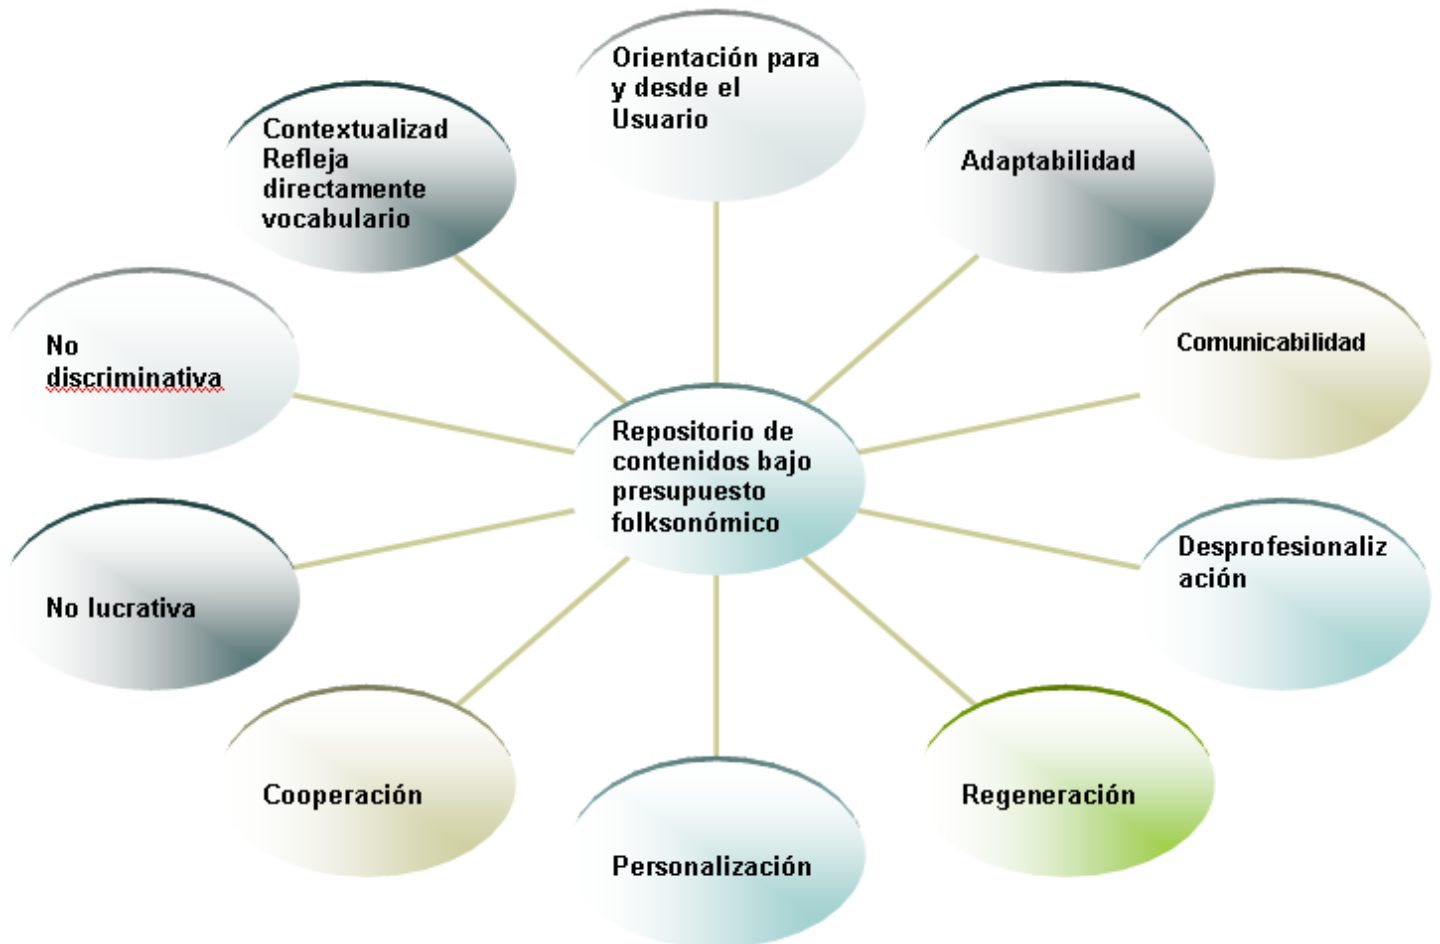 Orientación para
y desde el
Usuario
Contextualizad
Refleja
directamente
vocabulario
Adaptabilidad
No
discriminativa
Comunicabilidad
Repositorio de
contenidos bajo
presupuesto
folksonómico
No lucrativa
Desprofesionaliz
ación
Cooperación
Personalización
Regeneración